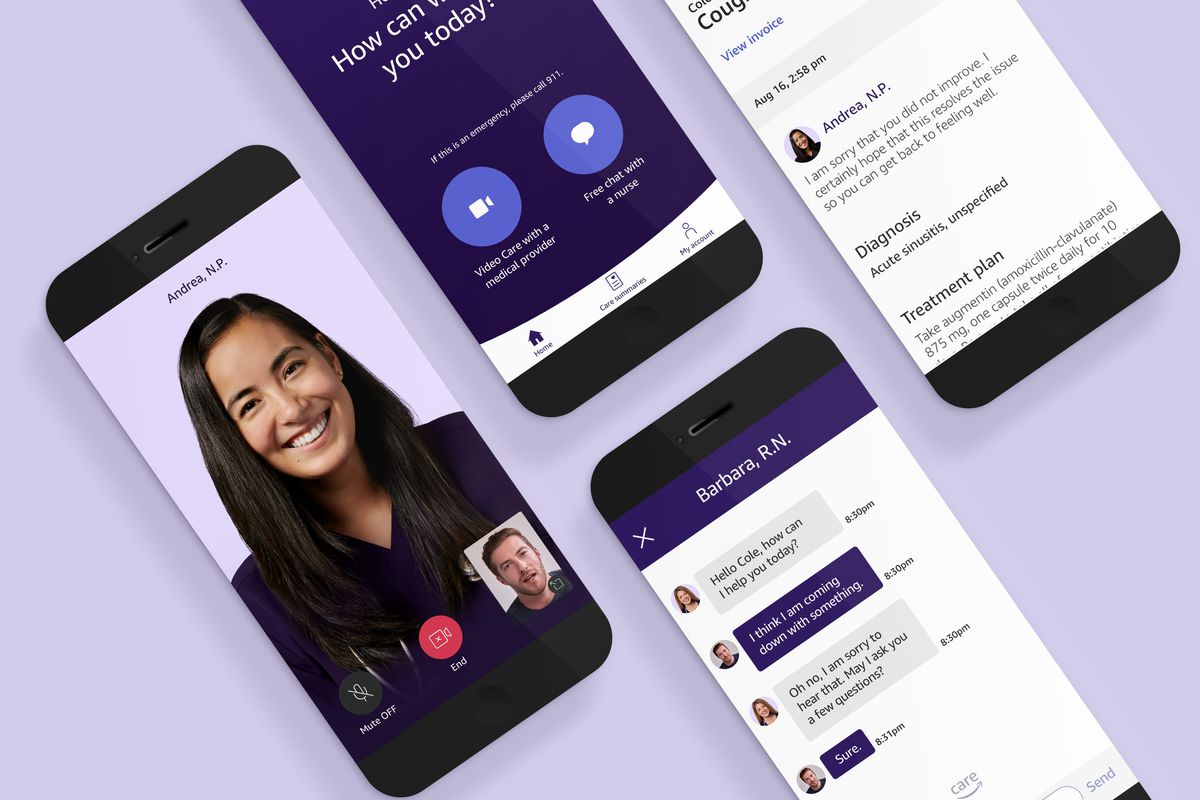 Andrea, N.P.
Mute OFF
End
How can
you today?
If this is an emergency, please call 911.
Video Care with a
medical provider
Free chat with
a nurse
Home
Care summaries
My account
View invoice
Aug 16, 2:58 pm
Andrea, N.P.
I am sorry that you did not improve. I
certainly hope that this resolves the issue
so you can get back to feeling well.
Diagnosis
Acute sinusitis, unspecified
Treatment plan
Take augmentin (amoxicillin-clavulanate)
875 mg, one capsule twice daily for 10
Barbara, R.N.
Hello Cole, how can
I help you today?
8:30pm
I think I am coming
down with something.
8:30pm
Oh no, I am sorry to
hear that. May I ask you
a few questions?
8:30pm
Sure.
8:31pm
care
Send